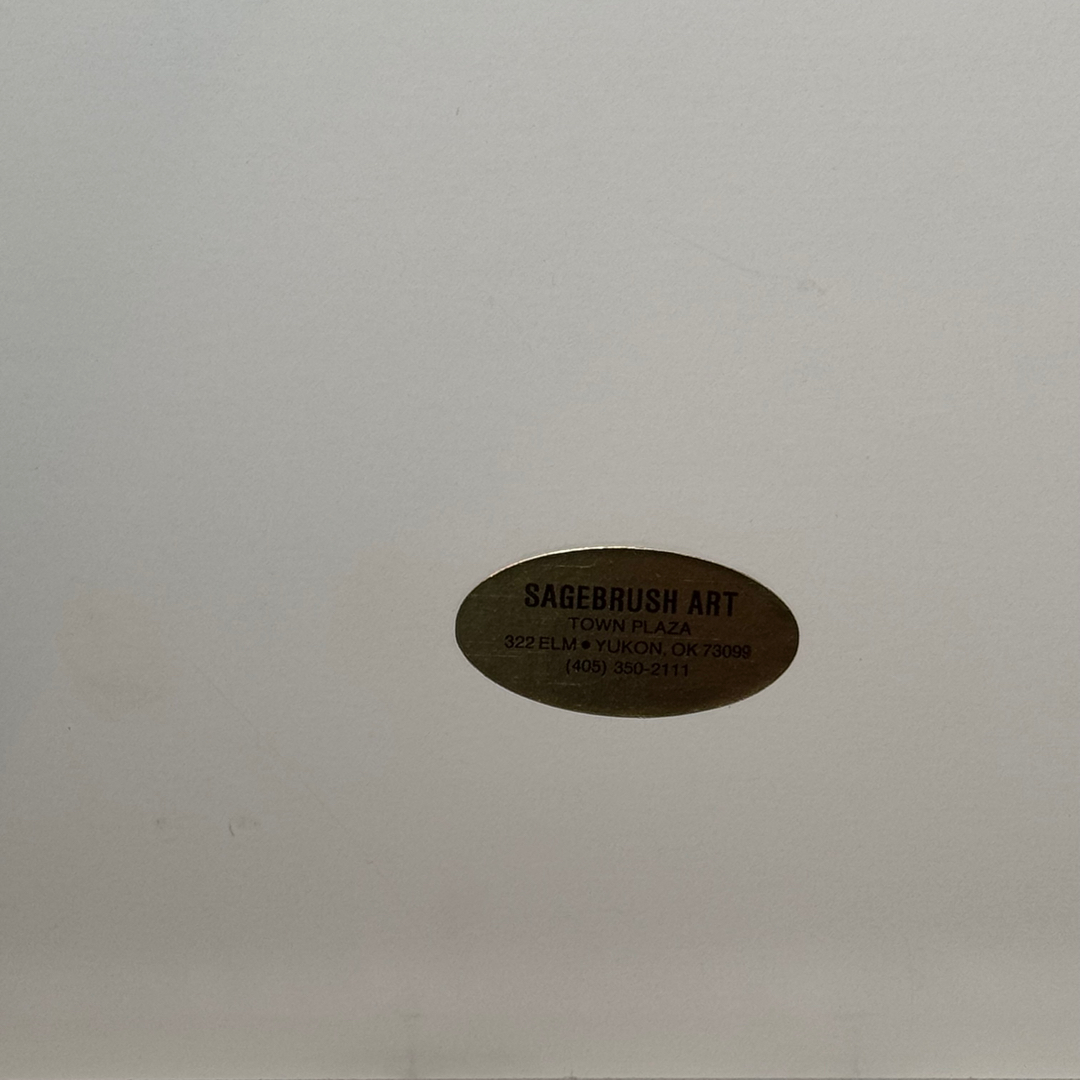 SAGEBRUSH ART
TOWN PLAZA
322 ELM • YUKON, OK 73099
(405) 350-2111